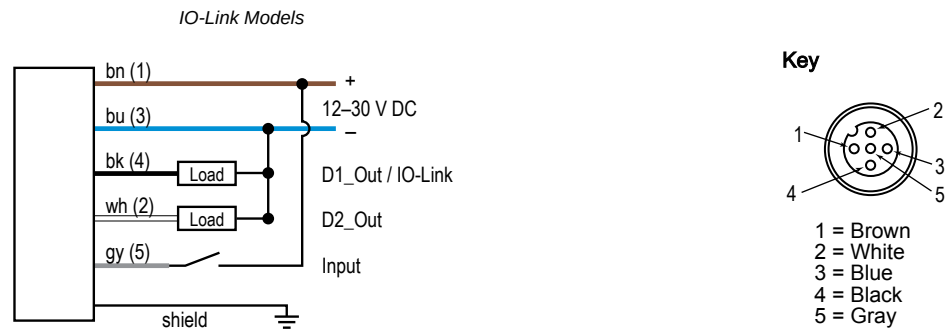 IO-Link Models
bn (1)
+
12–30 V DC
bu (3)
–
bk (4)
Load
D1_Out / IO-Link
wh (2)
Load
D2_Out
gy (5)
Input
shield
Key
1
2
3
4
5
1 = Brown
2 = White
3 = Blue
4 = Black
5 = Gray